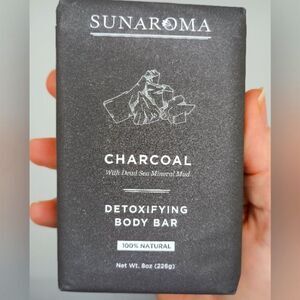 SUNAROMA
CHARCOAL
With Dead Sea Mineral Mud
DETOXIFYING
BODY BAR
100% NATURAL
Net Wt. 8oz (226g)